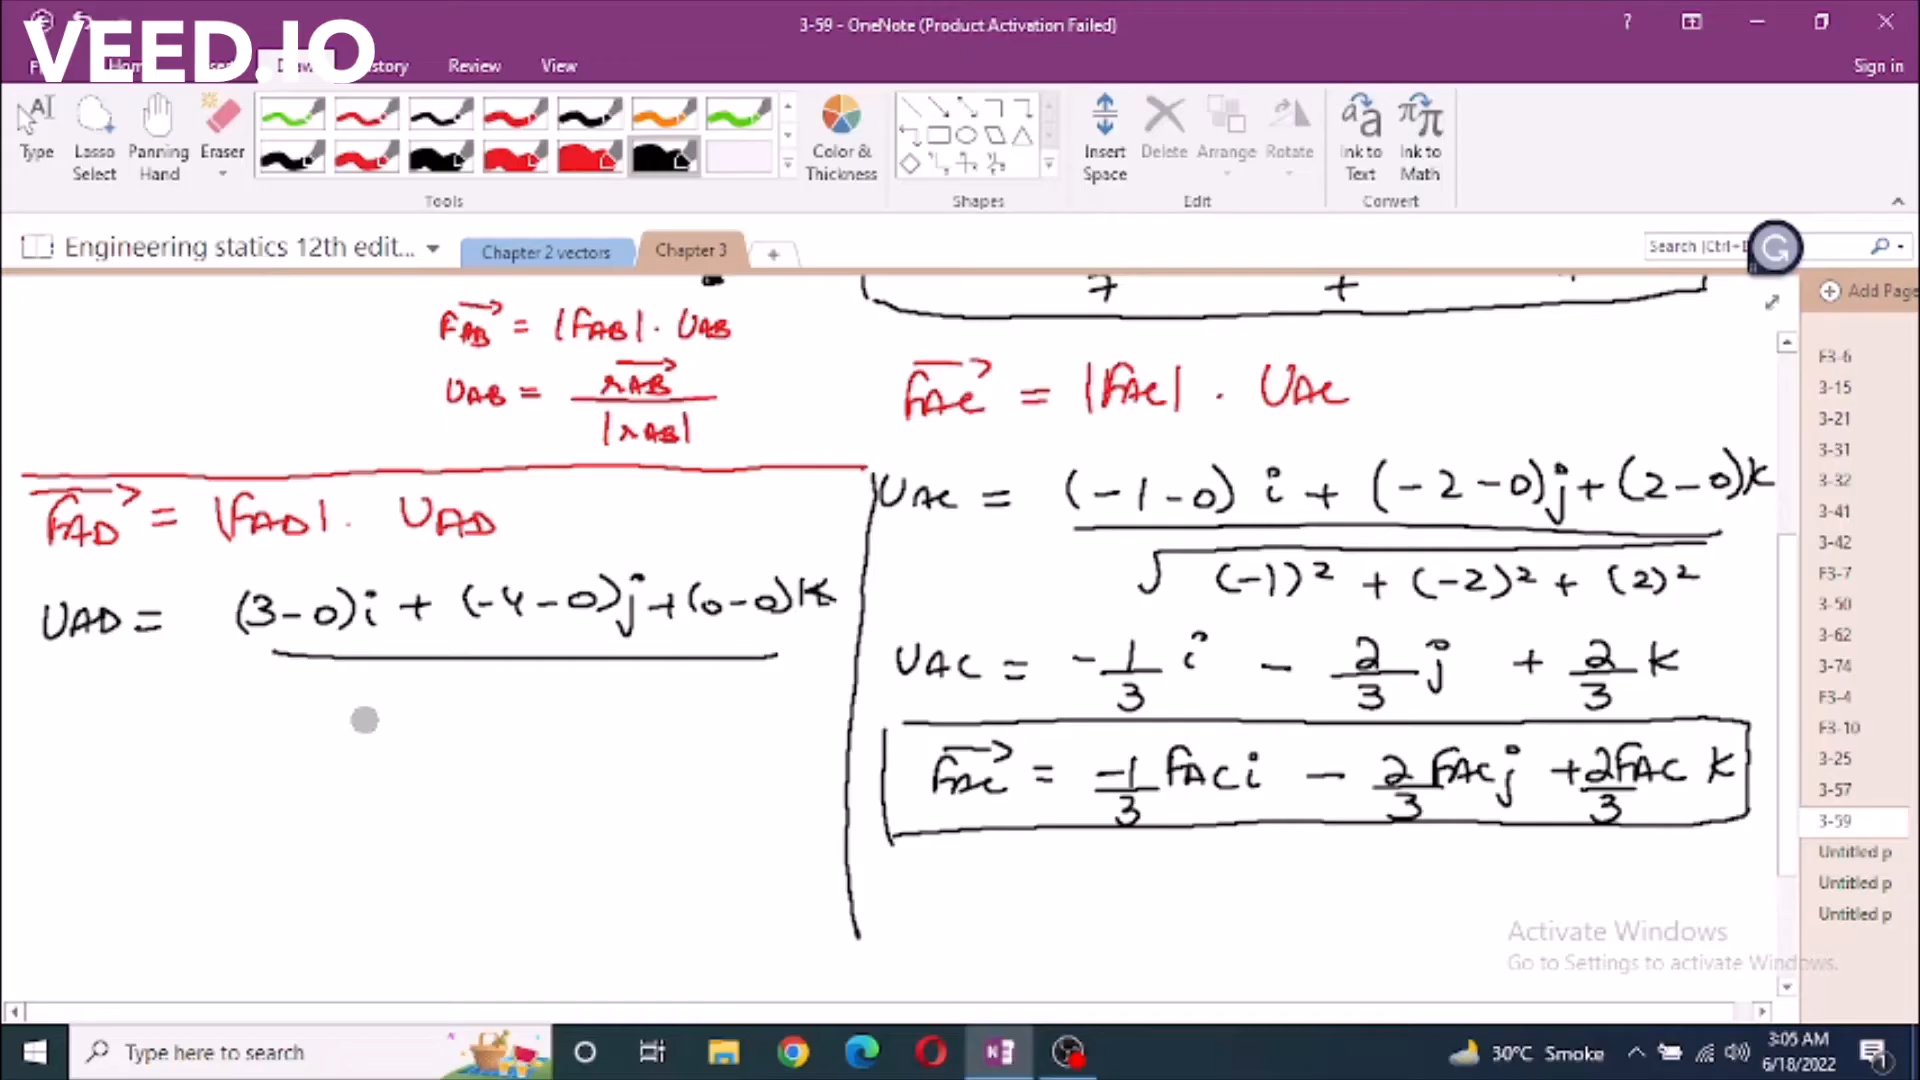 3-59 - OneNote (Product Activation Failed)
VEED.IO
Review
View
Sign in
Type
Lasso Select
Panning Hand
Eraser
Color & Thickness
Insert Space
Delete
Arrange
Rotate
Ink to Text
Ink to Math
Tools
Shapes
Edit
Convert
Engineering statics 12th edit...
Chapter 2 vectors
Chapter 3
Search (Ctrl+E
Add Page
7 +
FAB = |FAB| . UAB
UAB = rAB / |rAB|
FAD = |FAD| . UAD
UAD = (3-0)i + (-4-0)j + (0-0)K
FAC = |FAC| . UAC
UAC = (-1-0) i + (-2-0)j + (2-0)K
√ (-1)² + (-2)² + (2)²
UAC = -1/3 i - 2/3 j + 2/3 K
FAC = -1/3 FAC i - 2/3 FAC j + 2/3 FAC K
F3-6
3-15
3-21
3-31
3-32
3-41
3-42
F3-7
3-50
3-62
3-74
F3-4
F3-10
3-25
3-57
3-59
Untitled p
Untitled p
Untitled p
Activate Windows
Go to Settings to activate Windows.
Type here to search
30°C Smoke
3:05 AM
6/18/2022
1